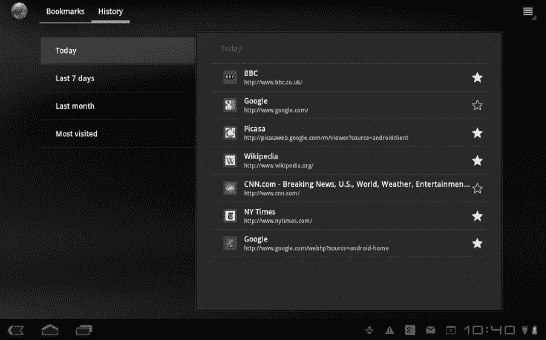 Bookmarks History
Today
Last 7 days
Last month
Most visited
Today
BBC
http://www.bbc.co.uk/
Google
http://www.google.com/
Picasa
http://picasaweb.google.com/m/viewer?source=androidclient
Wikipedia
http://www.wikipedia.org/
CNN.com - Breaking News, U.S., World, Weather, Entertainmen...
http://www.cnn.com/
NY Times
http://www.nytimes.com/
Google
http://www.google.com/webhp?source=android-home
10:40